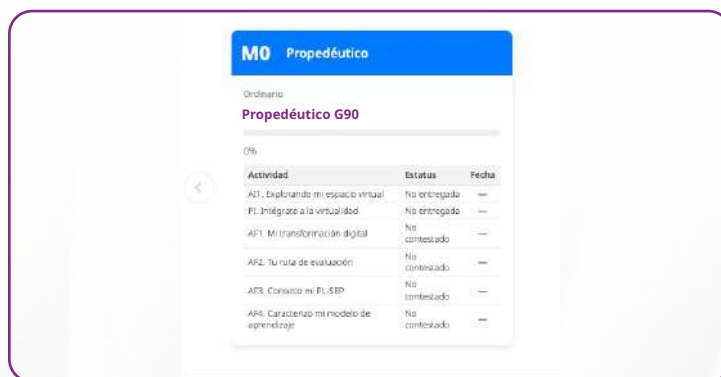 M0 Propedéutico
Ordinario
Propedéutico G90
0%
Actividad Estatus Fecha
AI1. Explorando mi espacio virtual No entregada —
PI. Intégrate a la virtualidad No entregada —
AF1. Mi transformación digital No contestado —
AF2. Tu ruta de evaluación No contestado —
AF3. Conozco mi PL-SEP No contestado —
AF4. Caracterizo mi modelo de aprendizaje No contestado —